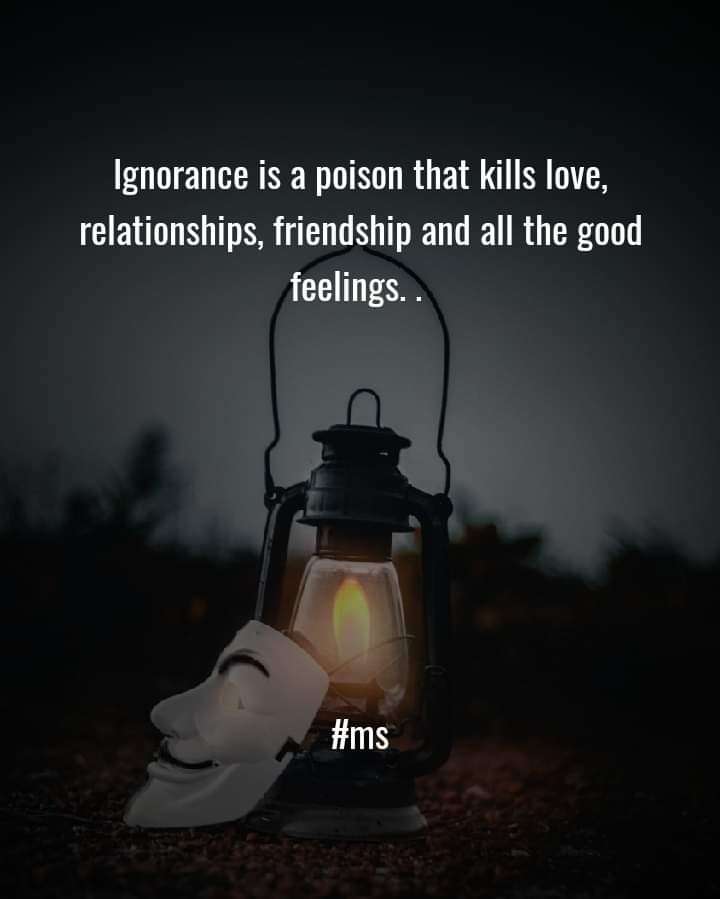 Ignorance is a poison that kills love,
relationships, friendship and all the good
feelings. .
#ms